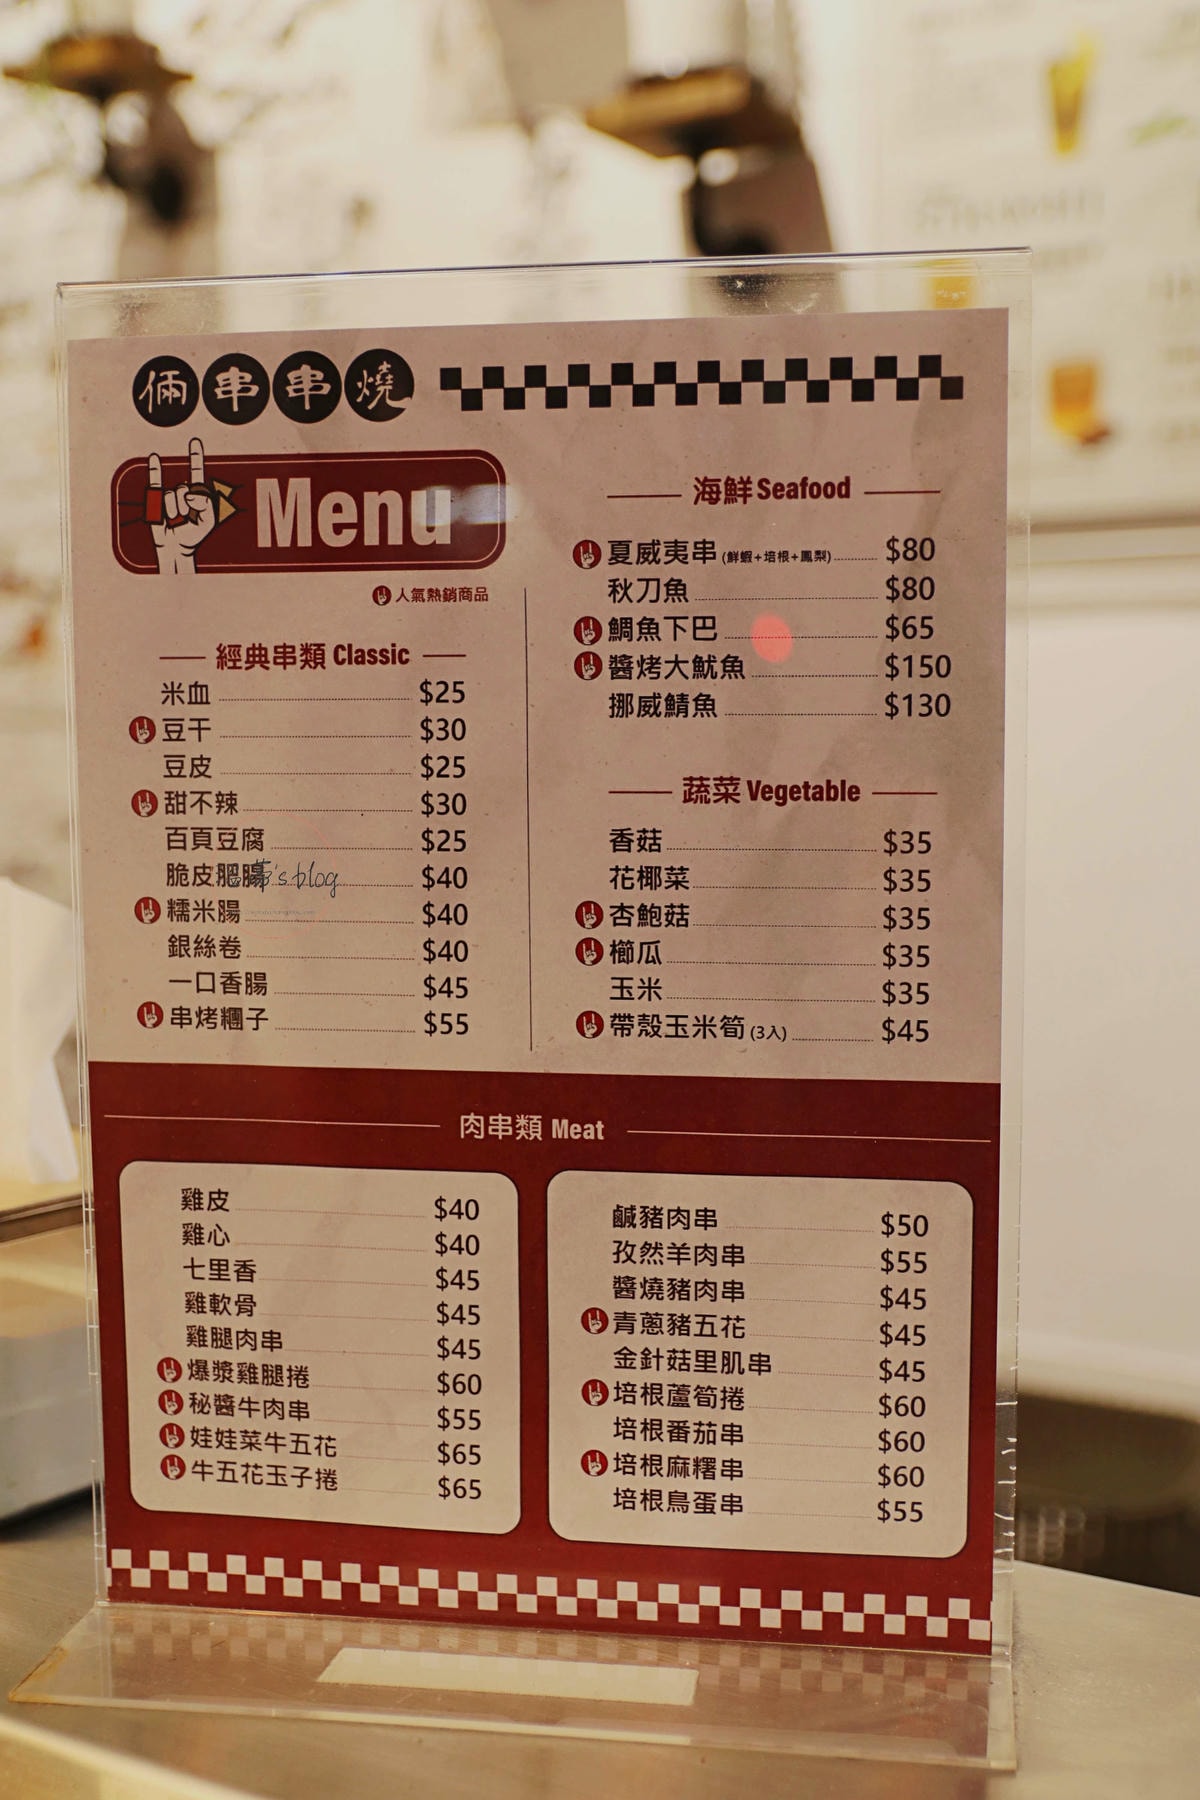 倆串串燒
Menu
人氣熱銷商品
經典串類 Classic
米血 $25
豆干 $30
豆皮 $25
甜不辣 $30
百頁豆腐 $25
脆皮肥腸 $40
糯米腸 $40
銀絲卷 $40
一口香腸 $45
串烤糰子 $55
's blog
海鮮 Seafood
夏威夷串 (鮮蝦+培根+鳳梨) $80
秋刀魚 $80
鯛魚下巴 $65
醬烤大魷魚 $150
挪威鯖魚 $130
蔬菜 Vegetable
香菇 $35
花椰菜 $35
杏鮑菇 $35
櫛瓜 $35
玉米 $35
帶殼玉米筍 (3入) $45
肉串類 Meat
雞皮 $40
雞心 $40
七里香 $45
雞軟骨 $45
雞腿肉串 $45
爆漿雞腿捲 $60
秘醬牛肉串 $55
娃娃菜牛五花 $65
牛五花玉子捲 $65
鹹豬肉串 $50
孜然羊肉串 $55
醬燒豬肉串 $45
青蔥豬五花 $45
金針菇里肌串 $45
培根蘆筍捲 $60
培根番茄串 $60
培根麻糬串 $60
培根鳥蛋串 $55